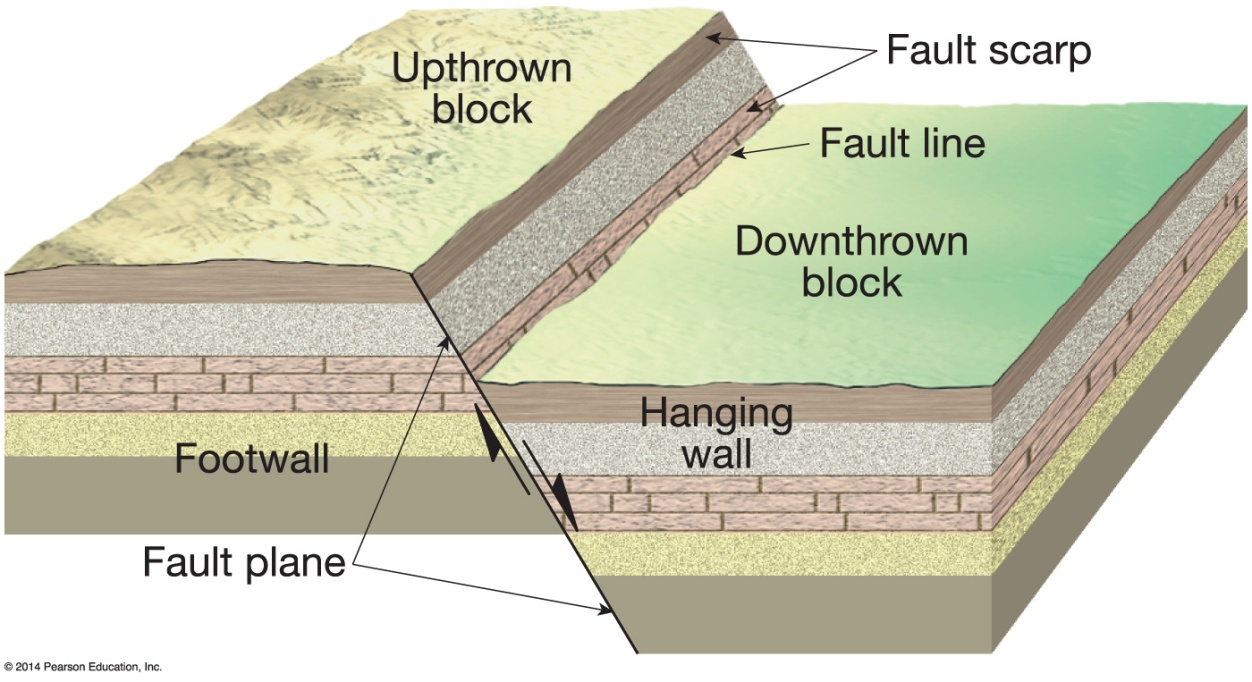 Upthrown
block
Fault scarp
Fault line
Downthrown
block
Hanging
wall
Footwall
Fault plane
© 2014 Pearson Education, Inc.